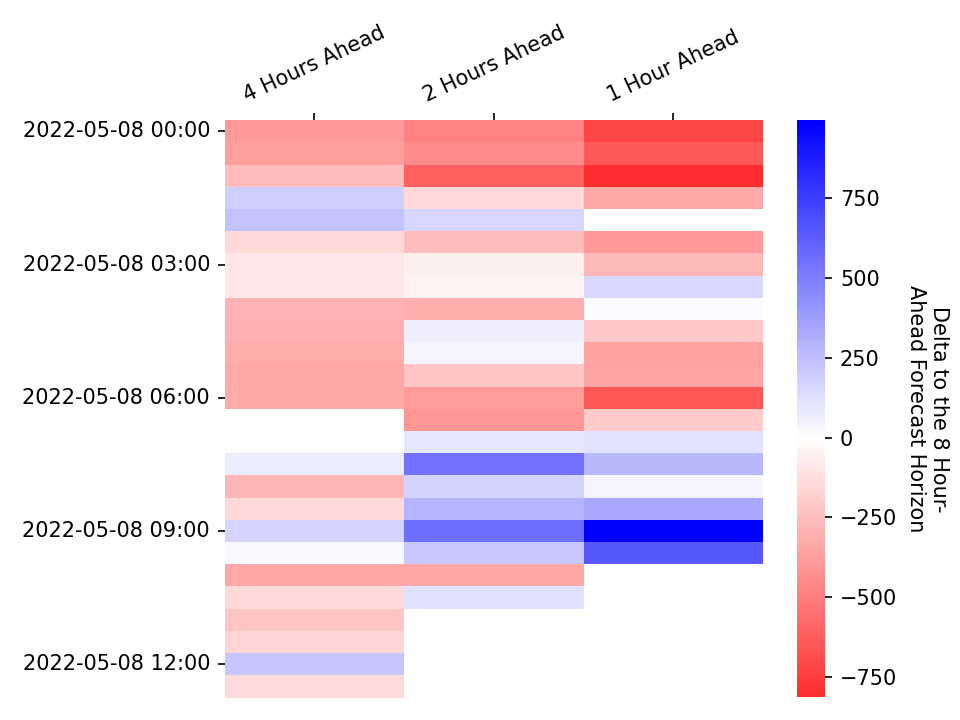 4 Hours Ahead
2 Hours Ahead
1 Hour Ahead
2022-05-08 00:00
2022-05-08 03:00
2022-05-08 06:00
2022-05-08 09:00
2022-05-08 12:00
750
500
250
0
−250
−500
−750
Delta to the 8 Hour-
Ahead Forecast Horizon